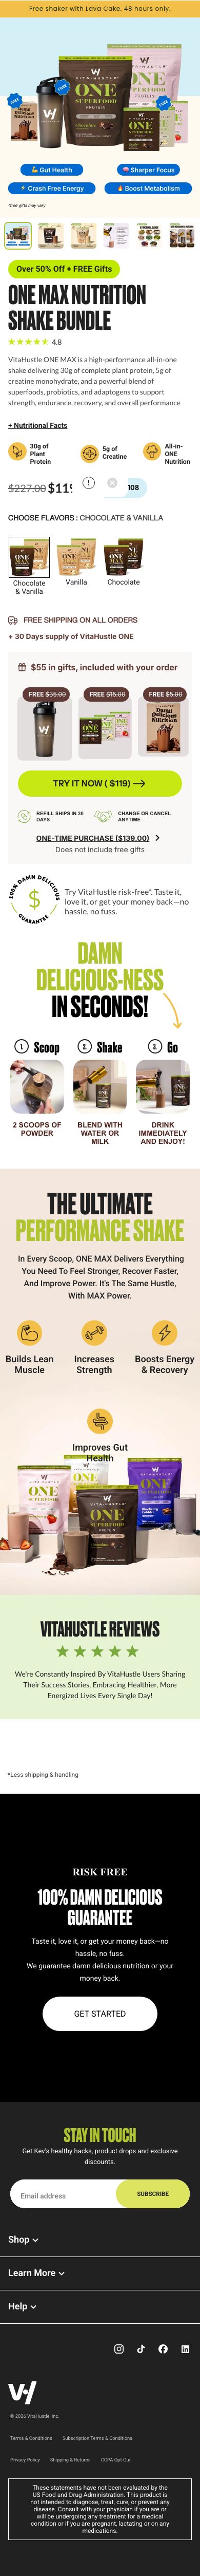 Free shaker with Lava Cake. 48 hours only.
VITA·HUSTLE
ONE
SUPERFOOD
PROTEIN
Chocolate
FREE
FREE
FREE
💪 Gut Health
🧠 Sharper Focus
⚡ Crash Free Energy
🔥 Boost Metabolism
*Free gifts may vary
Over 50% Off + FREE Gifts
ONE MAX NUTRITION
SHAKE BUNDLE
4.8
VitaHustle ONE MAX is a high-performance all-in-one
shake delivering 30g of complete plant protein, 5g of
creatine monohydrate, and a powerful blend of
superfoods, probiotics, and adaptogens to support
strength, endurance, recovery, and overall performance
+ Nutritional Facts
30g of
Plant
Protein
5g of
Creatine
All-in-
ONE
Nutrition
$227.00 $119
108
CHOOSE FLAVORS : CHOCOLATE & VANILLA
Chocolate
& Vanilla
Vanilla
Chocolate
FREE SHIPPING ON ALL ORDERS
+ 30 Days supply of VitaHustle ONE
$55 in gifts, included with your order
FREE $35.00
FREE $15.00
FREE $5.00
Damn
Delicious
Nutrition
TRY IT NOW ( $119)
REFILL SHIPS IN 30
DAYS
CHANGE OR CANCEL
ANYTIME
ONE-TIME PURCHASE ($139.00)
Does not include free gifts
100% DAMN DELICIOUS
$
GUARANTEE
Try VitaHustle risk-free*. Taste it,
love it, or get your money back—no
hassle, no fuss.
DAMN
DELICIOUS-NESS
IN SECONDS!
1 Scoop
2 Shake
3 Go
2 SCOOPS OF
POWDER
BLEND WITH
WATER OR
MILK
DRINK
IMMEDIATELY
AND ENJOY!
THE ULTIMATE
PERFORMANCE SHAKE
In Every Scoop, ONE MAX Delivers Everything
You Need To Feel Stronger, Recover Faster,
And Improve Power. It's The Same Hustle,
With MAX Power.
Builds Lean
Muscle
Increases
Strength
Boosts Energy
& Recovery
Improves Gut
Health
VITA·HUSTLE
ONE
SUPERFOOD
PROTEIN
VITAHUSTLE REVIEWS
We're Constantly Inspired By VitaHustle Users Sharing
Their Success Stories, Embracing Healthier, More
Energized Lives Every Single Day!
*Less shipping & handling
RISK FREE
100% DAMN DELICIOUS
GUARANTEE
Taste it, love it, or get your money back—no
hassle, no fuss.
We guarantee damn delicious nutrition or your
money back.
GET STARTED
STAY IN TOUCH
Get Kev's healthy hacks, product drops and exclusive
discounts.
Email address
SUBSCRIBE
Shop
Learn More
Help
© 2026 VitaHustle, Inc.
Terms & Conditions
Subscription Terms & Conditions
Privacy Policy
Shipping & Returns
CCPA Opt-Out
These statements have not been evaluated by the
US Food and Drug Administration. This product is
not intended to diagnose, treat, cure, or prevent any
disease. Consult with your physician if you are or
will be undergoing treatment for a medical
condition or if you are pregnant, lactating or on any
medications.